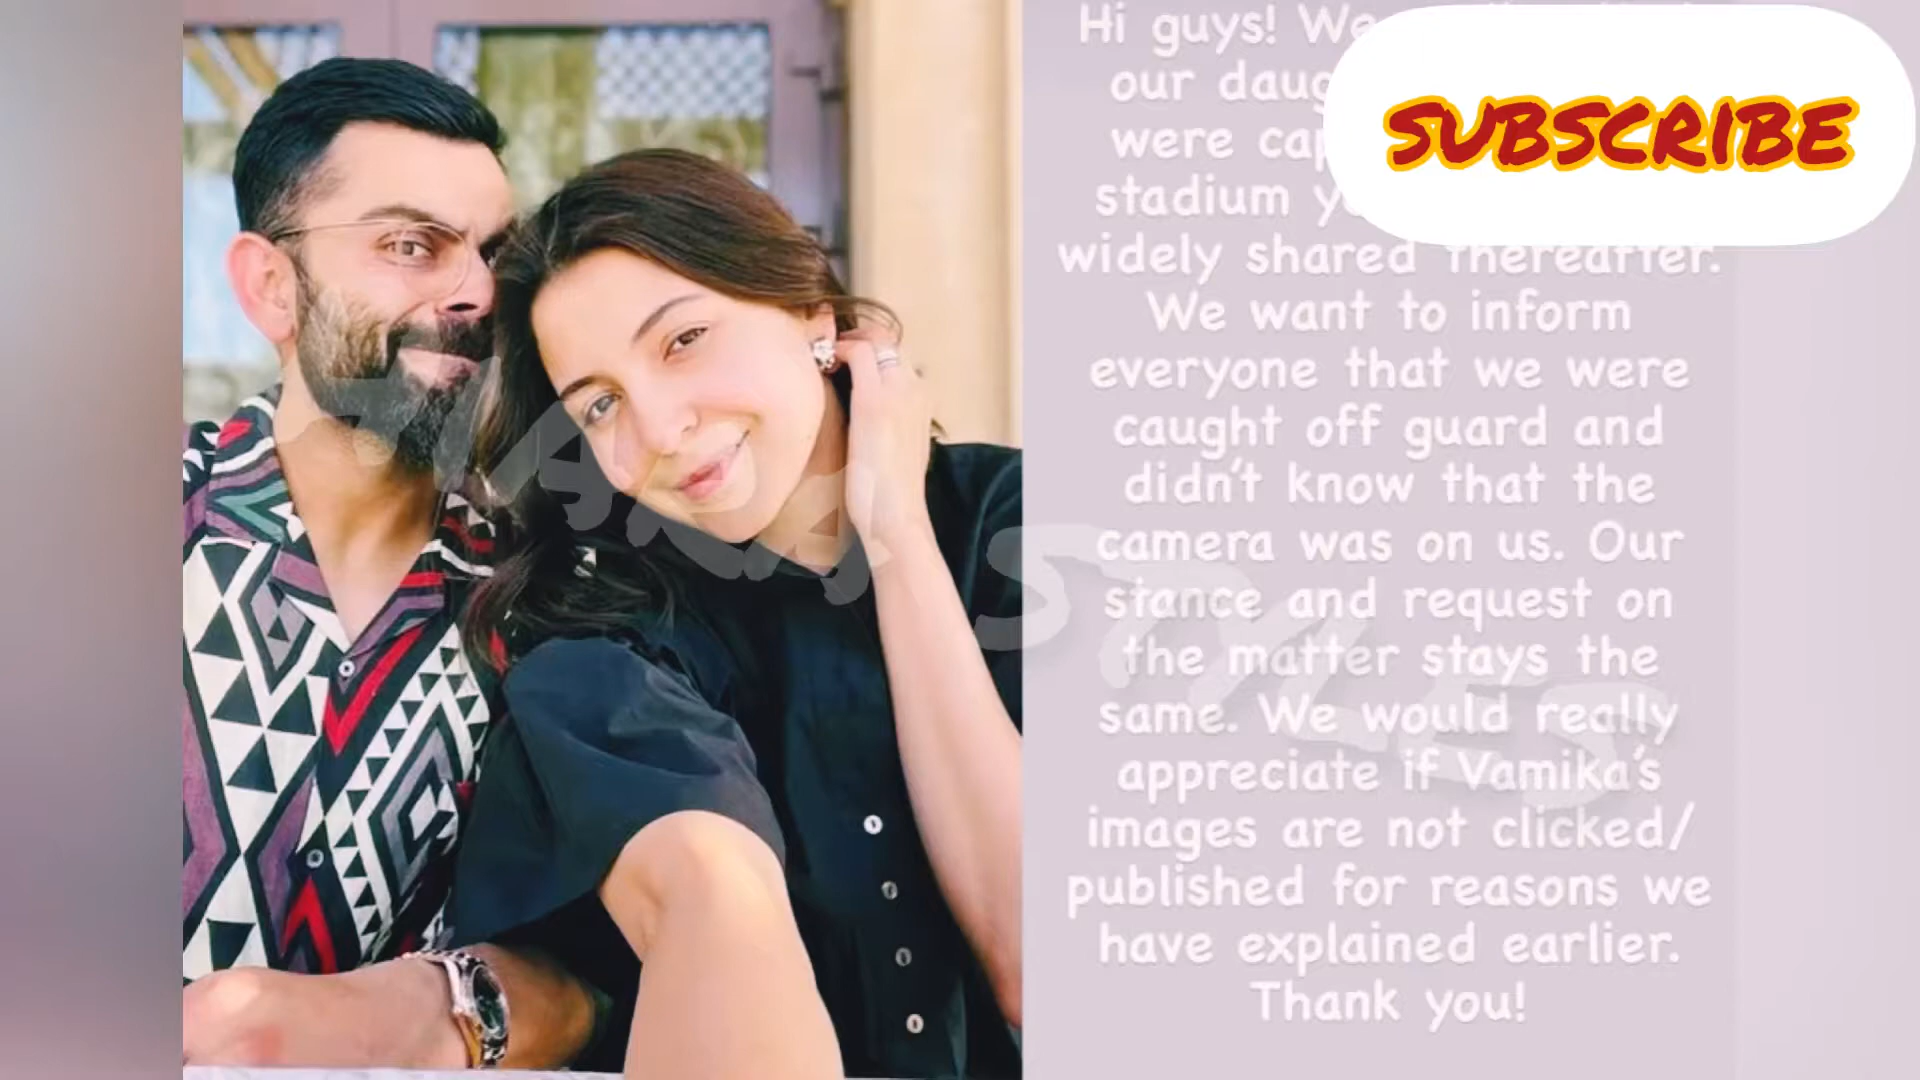 Hi guys! We
our
were
stadium
widely shared thereafter.
We want to inform
everyone that we were
caught off guard and
didn't know that the
camera was on us. Our
stance and request on
the matter stays the
same. We would really
appreciate if Vamika's
images are not clicked/
published for reasons we
have explained earlier.
Thank you!
SUBSCRIBE
TIARA STYLES